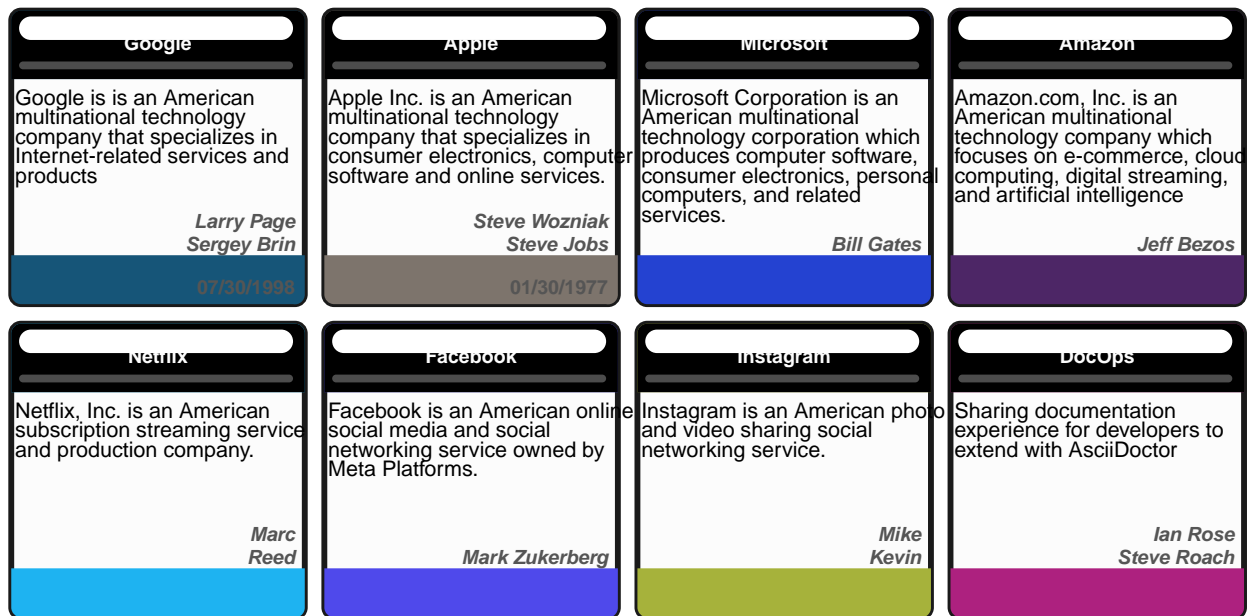 Google
Google is is an American
multinational technology
company that specializes in
Internet-related services and
products
Larry Page
Sergey Brin
07/30/1998
Apple
Apple Inc. is an American
multinational technology
company that specializes in
consumer electronics, computer
software and online services.
Steve Wozniak
Steve Jobs
01/30/1977
Microsoft
Microsoft Corporation is an
American multinational
technology corporation which
produces computer software,
consumer electronics, personal
computers, and related
services.
Bill Gates
Amazon
Amazon.com, Inc. is an
American multinational
technology company which
focuses on e-commerce, cloud
computing, digital streaming,
and artificial intelligence
Jeff Bezos
Netflix
Netflix, Inc. is an American
subscription streaming service
and production company.
Marc
Reed
Facebook
Facebook is an American online
social media and social
networking service owned by
Meta Platforms.
Mark Zukerberg
Instagram
Instagram is an American photo
and video sharing social
networking service.
Mike
Kevin
DocOps
Sharing documentation
experience for developers to
extend with AsciiDoctor
Ian Rose
Steve Roach